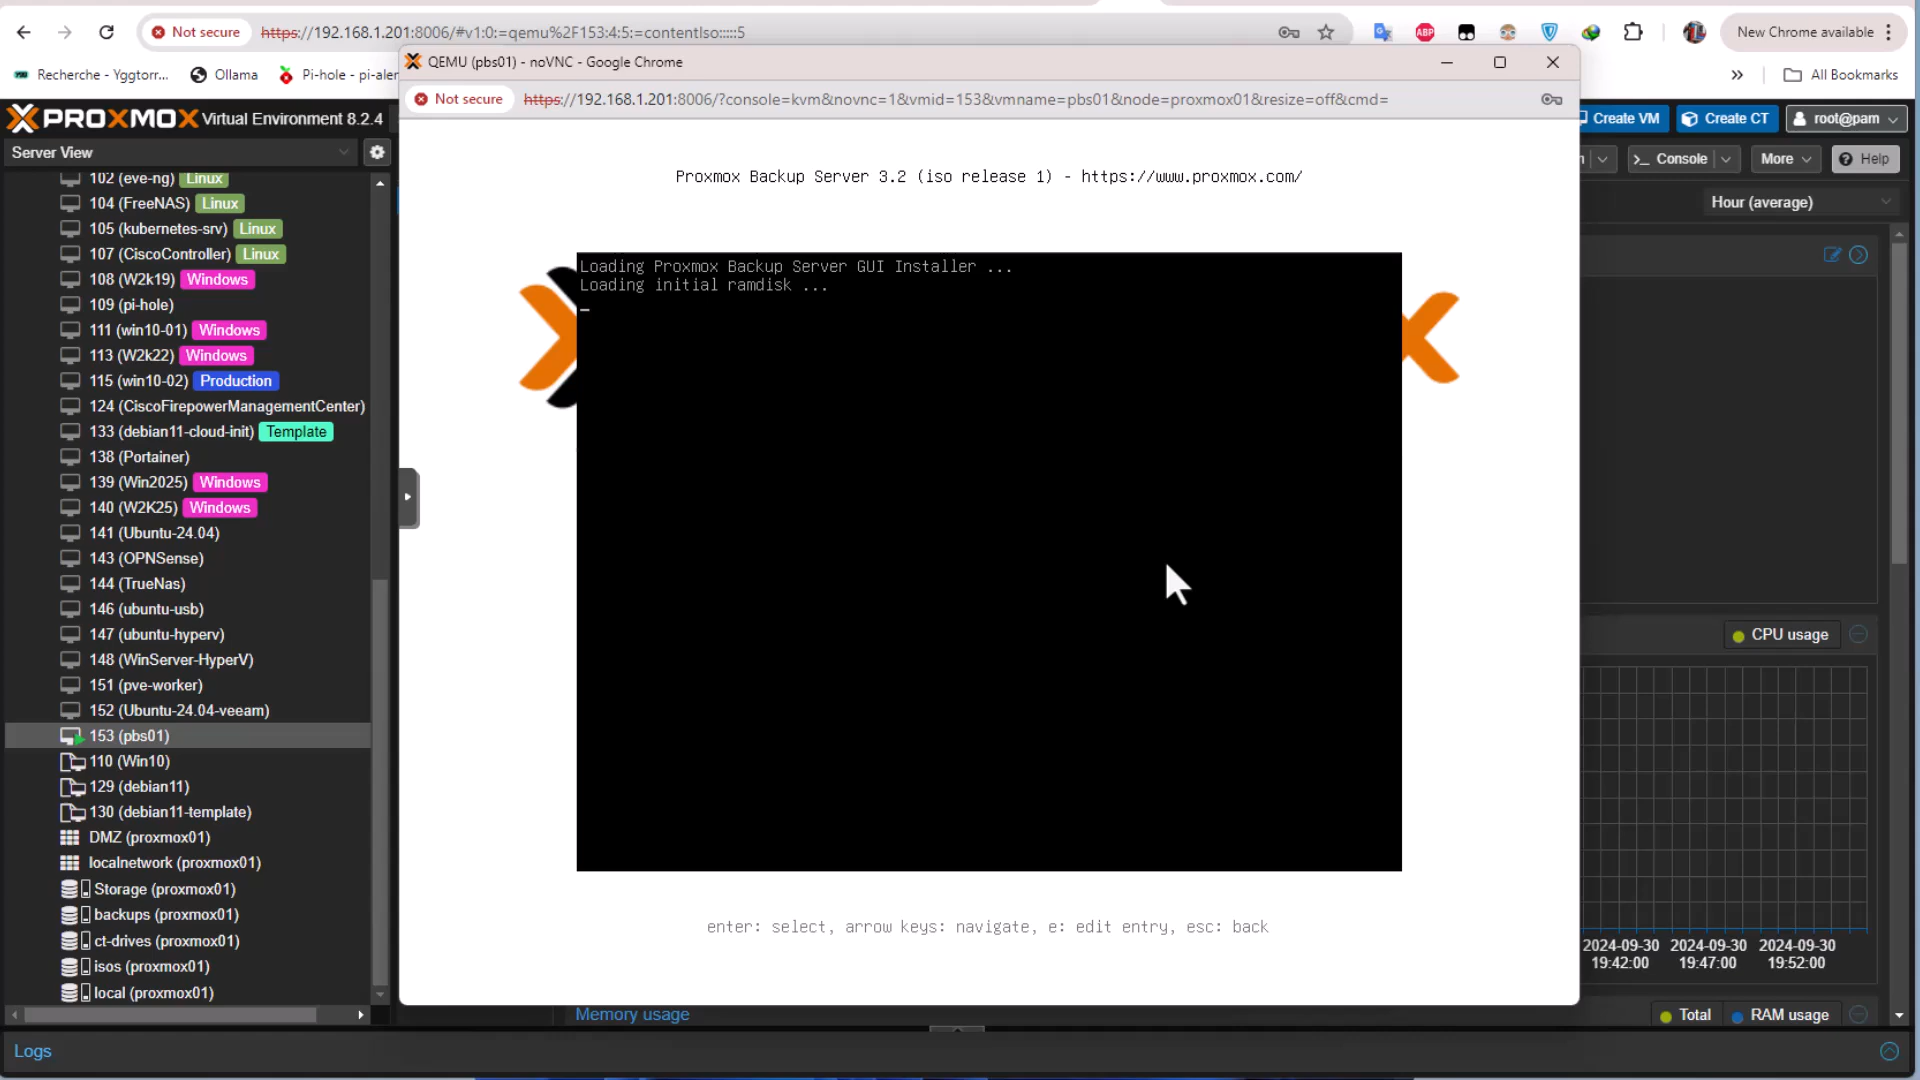 Not secure
https://192.168.1.201:8006/#v1:0:=qemu%2F153:4:5:=contentIso:::::5
New Chrome available
Recherche - Yggtorr...
Ollama
Pi-hole - pi-aler
All Bookmarks
QEMU (pbs01) - noVNC - Google Chrome
Not secure
https://192.168.1.201:8006/?console=kvm&novnc=1&vmid=153&vmname=pbs01&node=proxmox01&resize=off&cmd=
PROXMOX Virtual Environment 8.2.4
Create VM
Create CT
root@pam
Server View
Console
More
Help
Hour (average)
102 (eve-ng) Linux
104 (FreeNAS) Linux
105 (kubernetes-srv) Linux
107 (CiscoController) Linux
108 (W2k19) Windows
109 (pi-hole)
111 (win10-01) Windows
113 (W2k22) Windows
115 (win10-02) Production
124 (CiscoFirepowerManagementCenter)
133 (debian11-cloud-init) Template
138 (Portainer)
139 (Win2025) Windows
140 (W2K25) Windows
141 (Ubuntu-24.04)
143 (OPNSense)
144 (TrueNas)
146 (ubuntu-usb)
147 (ubuntu-hyperv)
148 (WinServer-HyperV)
151 (pve-worker)
152 (Ubuntu-24.04-veeam)
153 (pbs01)
110 (Win10)
129 (debian11)
130 (debian11-template)
DMZ (proxmox01)
localnetwork (proxmox01)
Storage (proxmox01)
backups (proxmox01)
ct-drives (proxmox01)
isos (proxmox01)
local (proxmox01)
Proxmox Backup Server 3.2 (iso release 1) - https://www.proxmox.com/
Loading Proxmox Backup Server GUI Installer ...
Loading initial ramdisk ...
enter: select, arrow keys: navigate, e: edit entry, esc: back
CPU usage
2024-09-30 2024-09-30 2024-09-30
19:42:00 19:47:00 19:52:00
Memory usage
Total
RAM usage
Logs